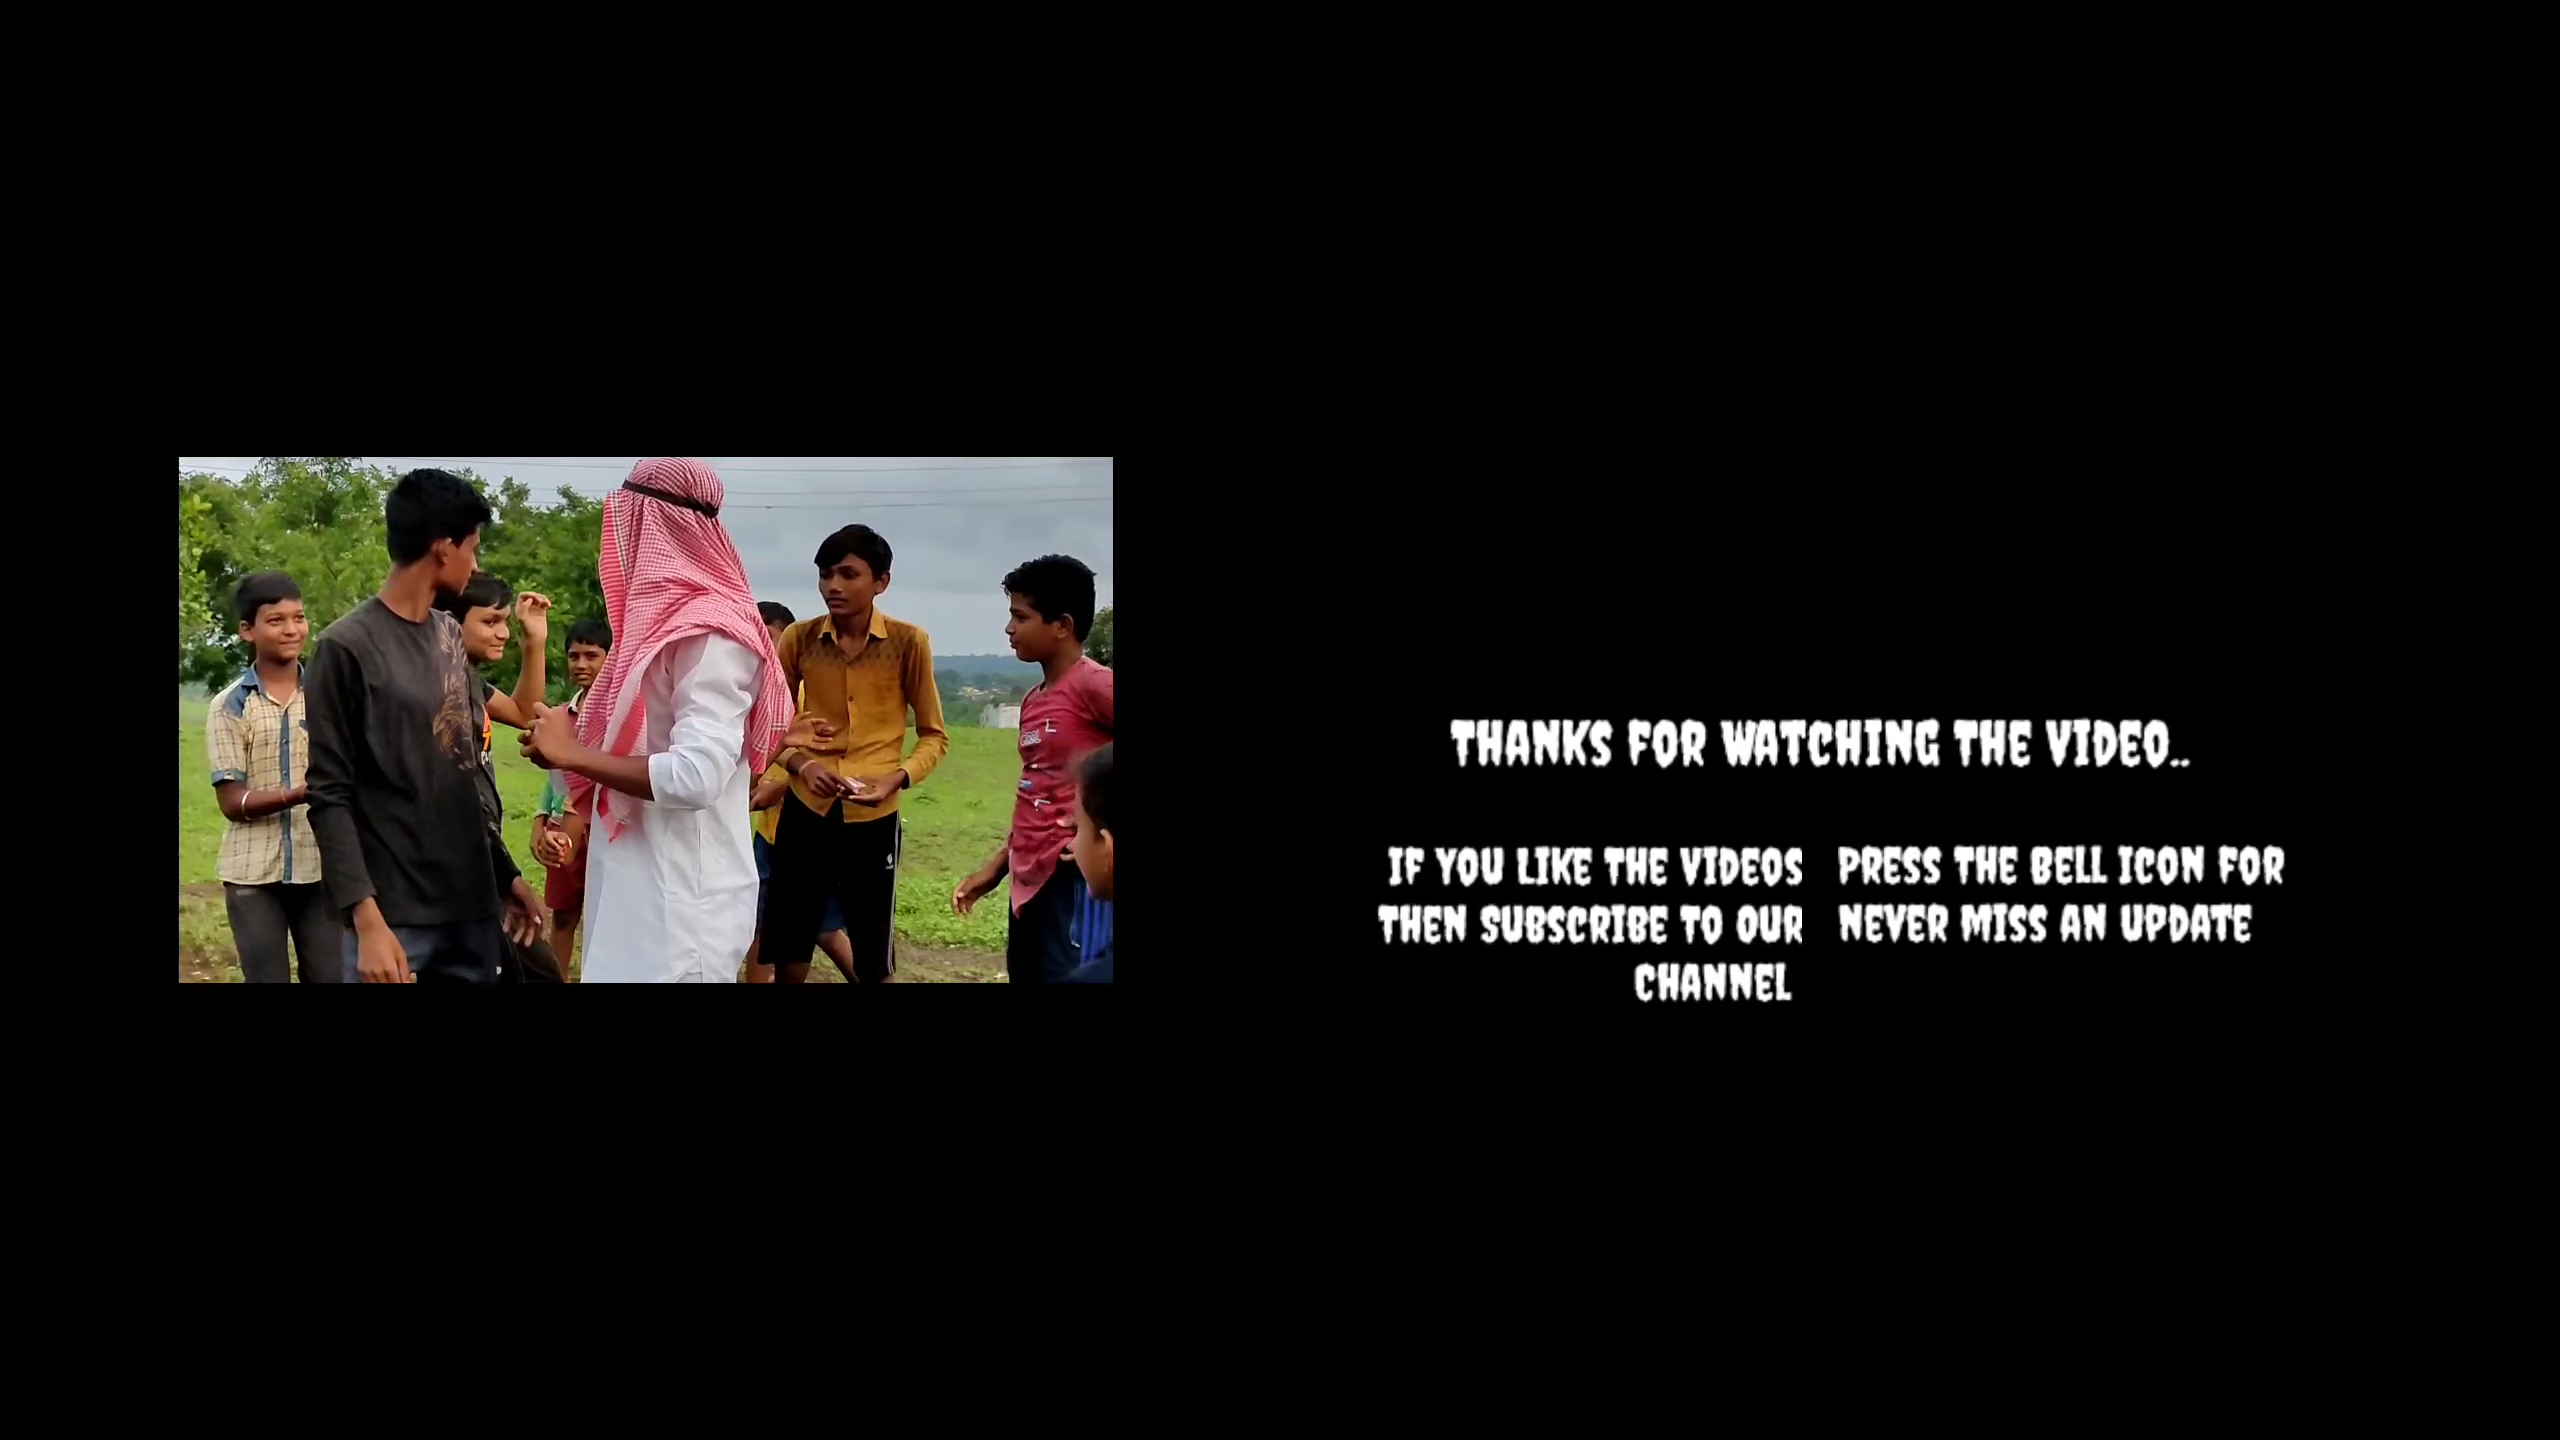 THANKS FOR WATCHING THE VIDEO..
IF YOU LIKE THE VIDEOS
THEN SUBSCRIBE TO OUR
CHANNEL
PRESS THE BELL ICON FOR
NEVER MISS AN UPDATE